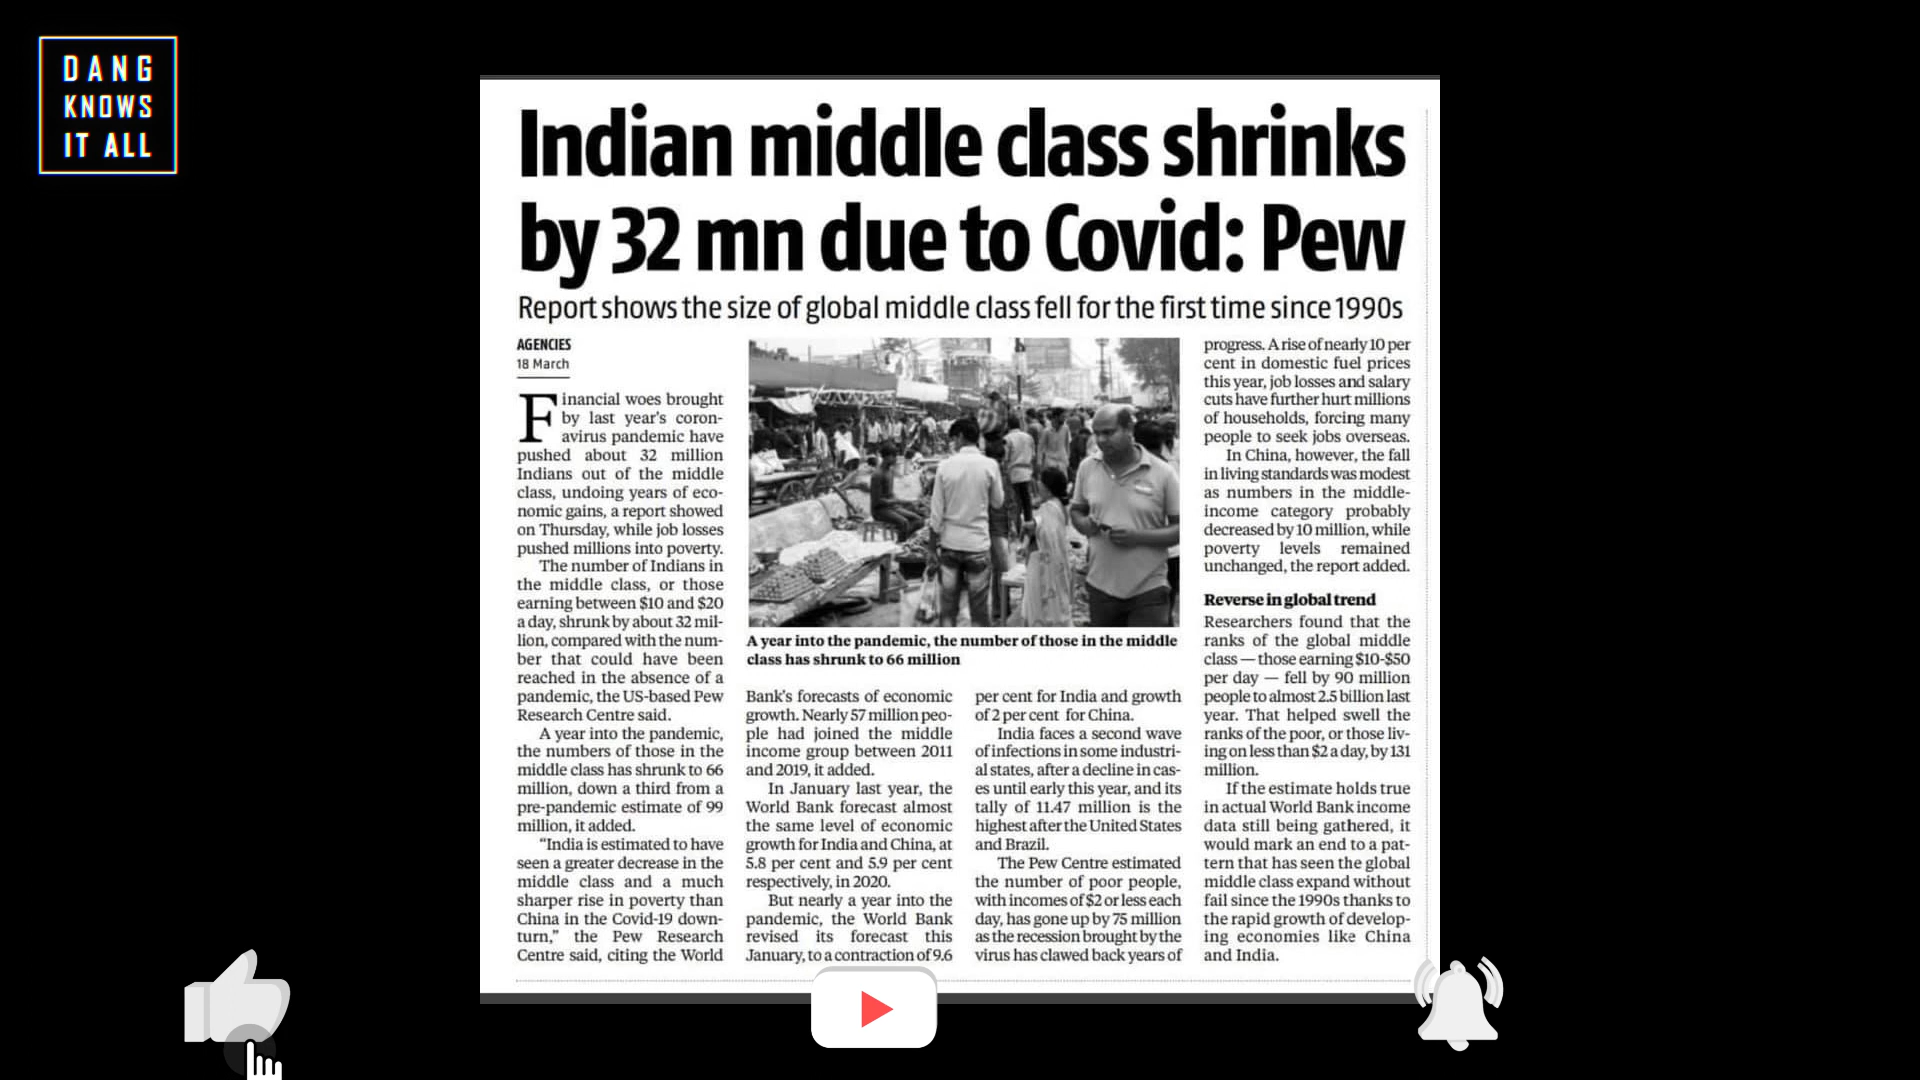 DANG
KNOWS
IT ALL
Indian middle class shrinks
by 32 mn due to Covid: Pew
Report shows the size of global middle class fell for the first time since 1990s
AGENCIES
18 March
Financial woes brought
by last year's coron-
avirus pandemic have
pushed about 32 million
Indians out of the middle
class, undoing years of eco-
nomic gains, a report showed
on Thursday, while job losses
pushed millions into poverty.
The number of Indians in
the middle class, or those
earning between $10 and $20
a day, shrunk by about 32 mil-
lion, compared with the num-
ber that could have been
reached in the absence of a
pandemic, the US-based Pew
Research Centre said.
A year into the pandemic,
the numbers of those in the
middle class has shrunk to 66
million, down a third from a
pre-pandemic estimate of 99
million, it added.
"India is estimated to have
seen a greater decrease in the
middle class and a much
sharper rise in poverty than
China in the Covid-19 down-
turn," the Pew Research
Centre said, citing the World
A year into the pandemic, the number of those in the middle
class has shrunk to 66 million
Bank's forecasts of economic
growth. Nearly 57 million peo-
ple had joined the middle
income group between 2011
and 2019, it added.
In January last year, the
World Bank forecast almost
the same level of economic
growth for India and China, at
5.8 per cent and 5.9 per cent
respectively, in 2020.
But nearly a year into the
pandemic, the World Bank
revised its forecast this
January, to a contraction of 9.6
per cent for India and growth
of 2 per cent for China.
India faces a second wave
of infections in some industri-
al states, after a decline in cas-
es until early this year, and its
tally of 11.47 million is the
highest after the United States
and Brazil.
The Pew Centre estimated
the number of poor people,
with incomes of $2 or less each
day, has gone up by 75 million
as the recession brought by the
virus has clawed back years of
progress. A rise of nearly 10 per
cent in domestic fuel prices
this year, job losses and salary
cuts have further hurt millions
of households, forcing many
people to seek jobs overseas.
In China, however, the fall
in living standards was modest
as numbers in the middle-
income category probably
decreased by 10 million, while
poverty levels remained
unchanged, the report added.
Reverse in global trend
Researchers found that the
ranks of the global middle
class — those earning $10-$50
per day — fell by 90 million
people to almost 2.5 billion last
year. That helped swell the
ranks of the poor, or those liv-
ing on less than $2 a day, by 131
million.
If the estimate holds true
in actual World Bank income
data still being gathered, it
would mark an end to a pat-
tern that has seen the global
middle class expand without
fail since the 1990s thanks to
the rapid growth of develop-
ing economies like China
and India.